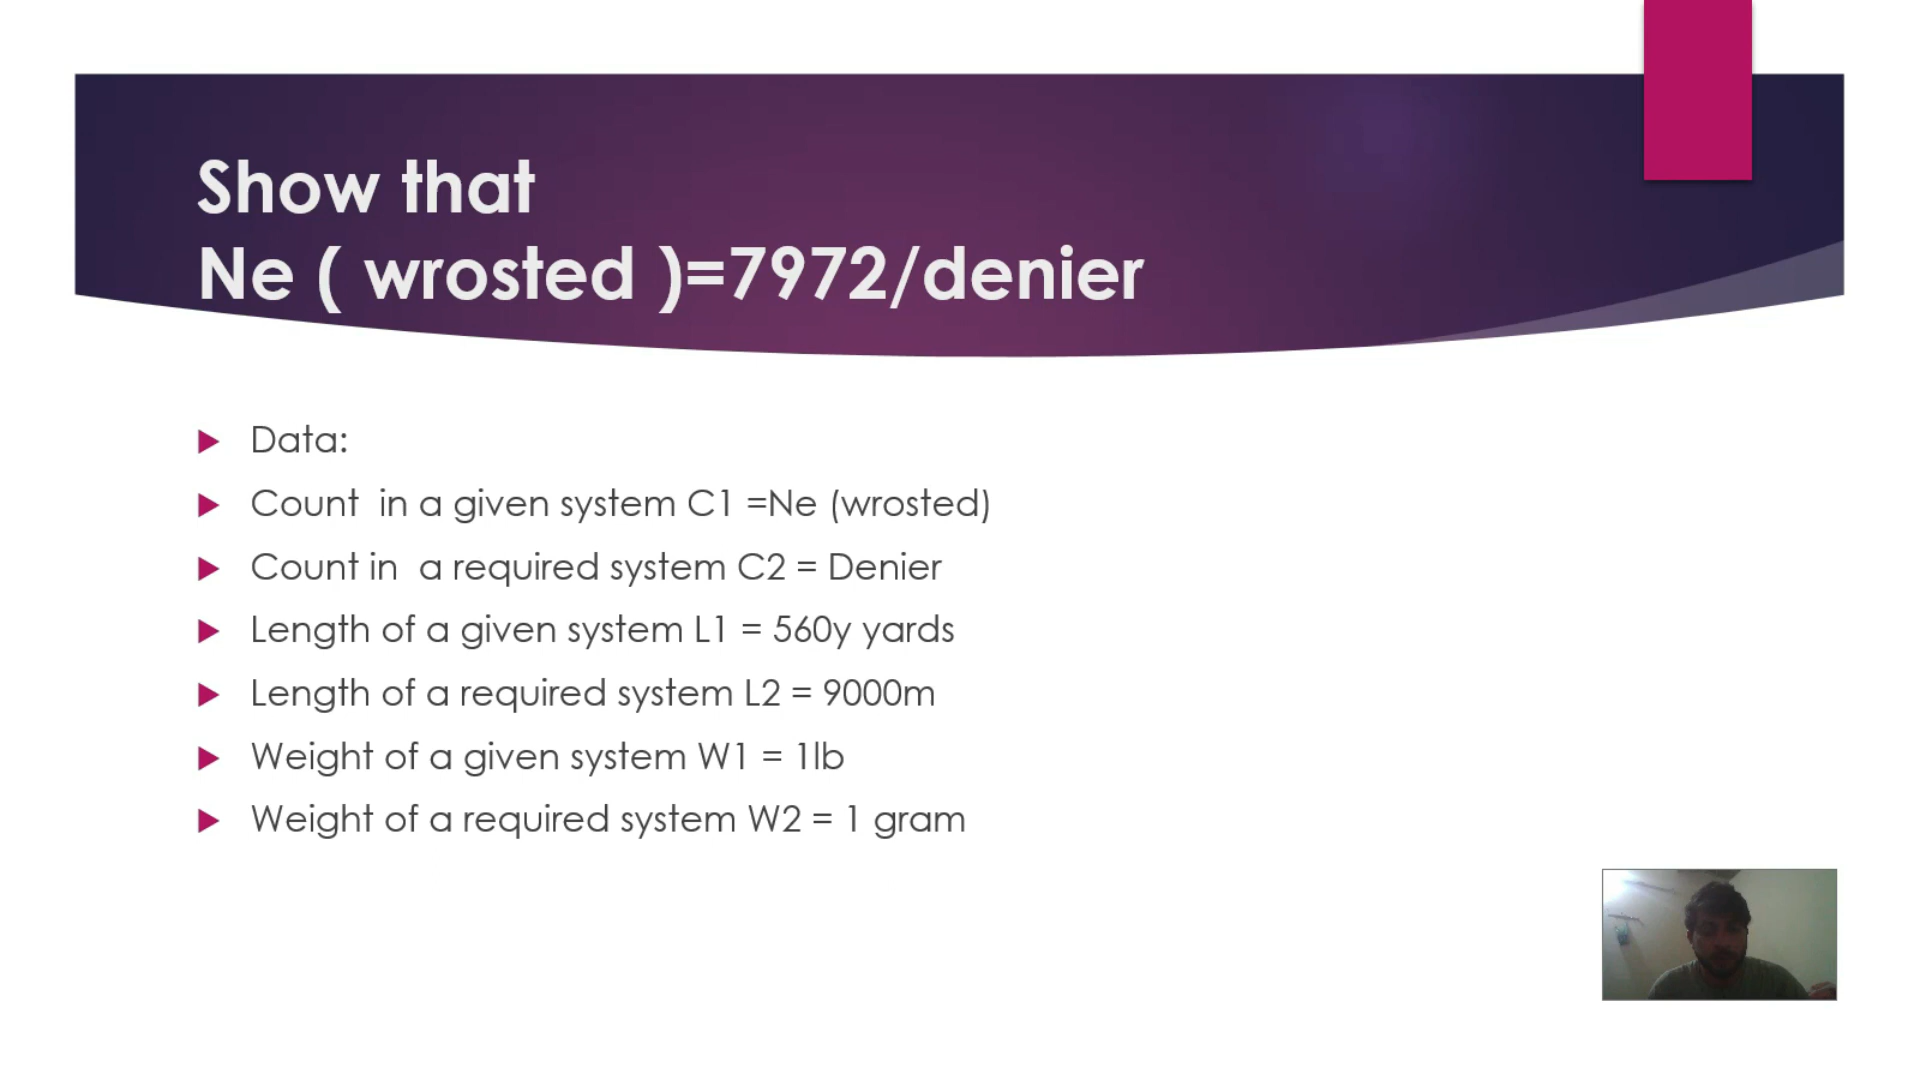 Show that
Ne ( wrosted )=7972/denier
Data:
Count in a given system C1 =Ne (wrosted)
Count in a required system C2 = Denier
Length of a given system L1 = 560y yards
Length of a required system L2 = 9000m
Weight of a given system W1 = 1lb
Weight of a required system W2 = 1 gram